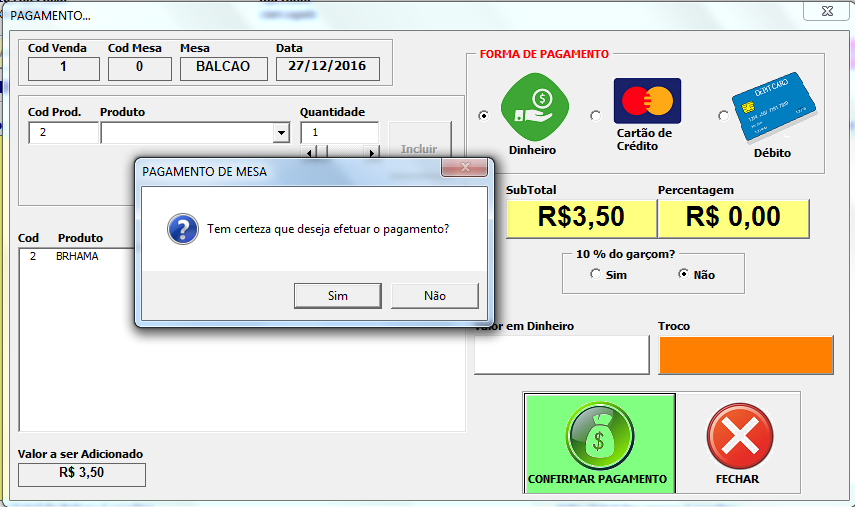 PAGAMENTO...
Cod Venda Cod Mesa Mesa Data
1 0 BALCAO 27/12/2016
FORMA DE PAGAMENTO
Dinheiro
Cartão de
Crédito
DEBIT CARD
Débito
Cod Prod. Produto Quantidade
2 1
Incluir
PAGAMENTO DE MESA
Tem certeza que deseja efetuar o pagamento?
Sim Não
SubTotal Percentagem
R$3,50 R$ 0,00
10 % do garçom?
Sim Não
Cod Produto
2 BRHAMA
Valor em Dinheiro Troco
Valor a ser Adicionado
R$ 3,50
CONFIRMAR PAGAMENTO
FECHAR